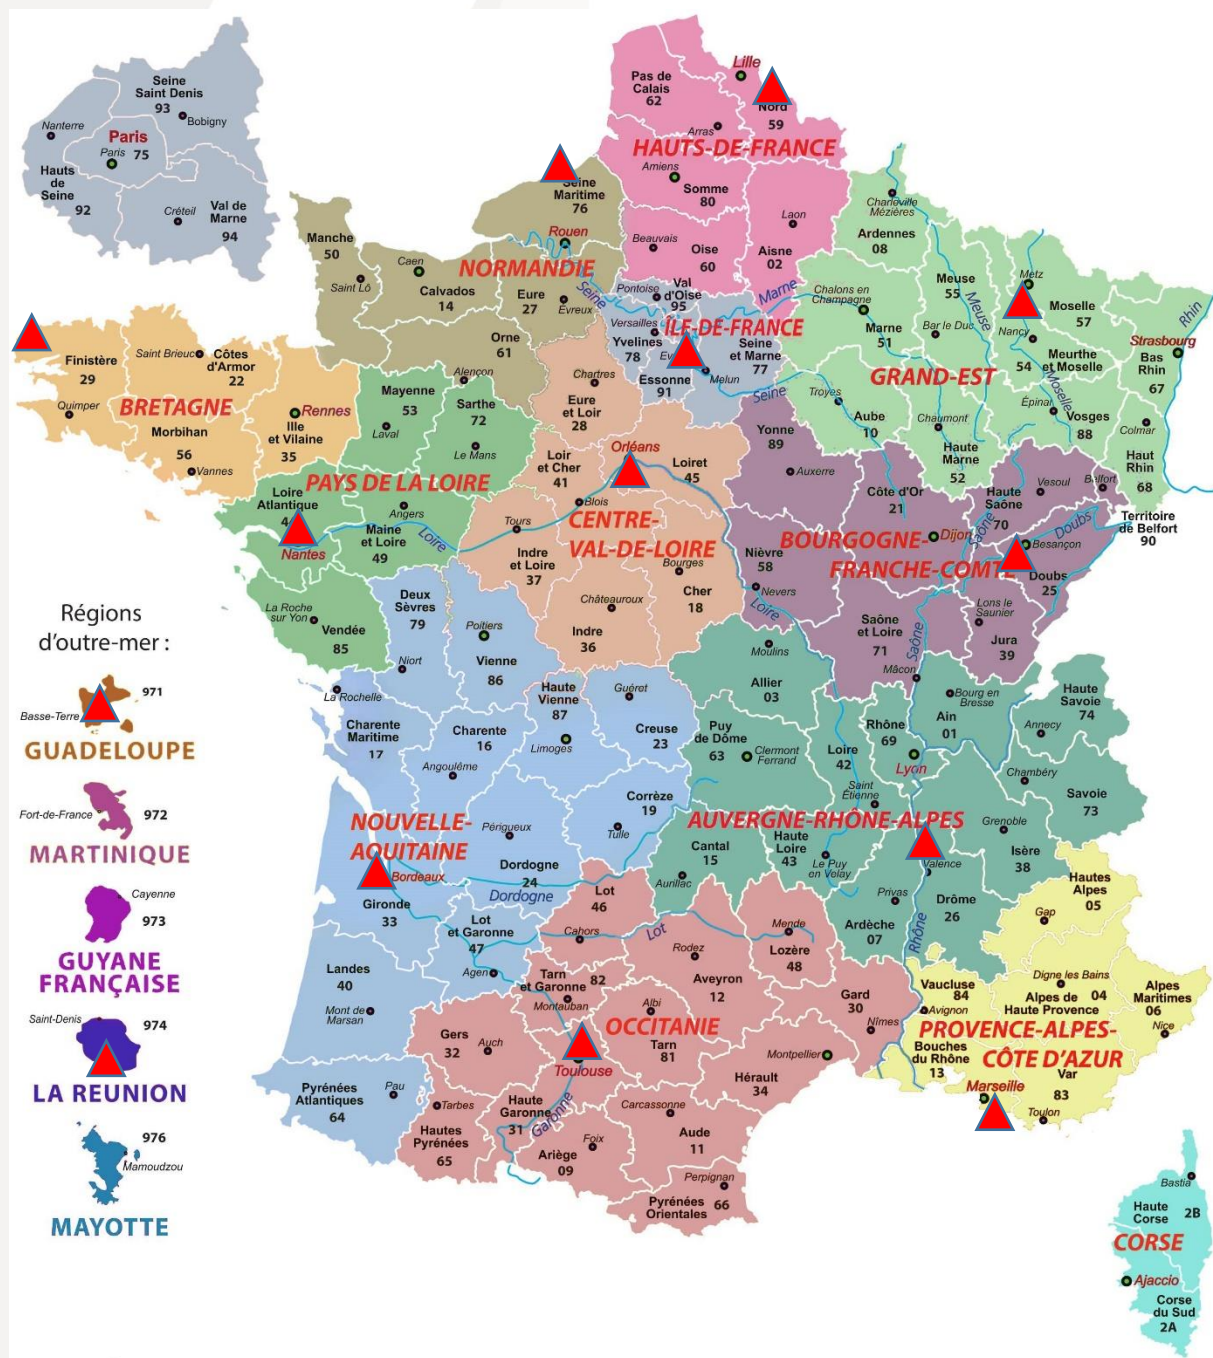 Seine
Saint Denis
93
Bobigny
Nanterre
Paris
Paris
75
Hauts
de
Seine
92
Créteil
Val de
Marne
94
Lille
Pas de
Calais
62
Nord
59
Arras
HAUTS-DE-FRANCE
Amiens
Somme
80
Laon
Beauvais
Oise
60
Aisne
02
Seine
Maritime
76
Rouen
Manche
50
Caen
Saint Lô
NORMANDIE
Calvados
14
Eure
27
Evreux
Seine
Orne
61
Alençon
Pontoise
Val
d'Oise
95
Marne
Versailles
ÎLE-DE-FRANCE
Yvelines
78
Seine
et Marne
77
Essonne
91
Melun
Seine
Charleville
Mézières
Ardennes
08
Chalons en
Champagne
Marne
51
Meuse
55
Meuse
Metz
Moselle
57
Bar le Duc
Nancy
54
Meurthe
et Moselle
Moselle
Rhin
Strasbourg
Bas
Rhin
67
GRAND-EST
Troyes
Aube
10
Chaumont
Haute
Marne
52
Épinal
Vosges
88
Colmar
Haut
Rhin
68
Finistère
29
Saint Brieuc
Côtes
d'Armor
22
Quimper
BRETAGNE
Rennes
Ille
et Vilaine
35
Morbihan
56
Vannes
Mayenne
53
Laval
Sarthe
72
Le Mans
PAYS DE LA LOIRE
Loire
Atlantique
Angers
Nantes
Maine
et Loire
49
Loire
La Roche
sur Yon
Vendée
85
Chartres
Eure
et Loir
28
Orléans
Loir
et Cher
41
Loiret
45
Blois
Tours
CENTRE-
VAL-DE-LOIRE
Indre
et Loire
37
Bourges
Cher
18
Châteauroux
Indre
36
Yonne
89
Auxerre
Côte d'Or
21
Dijon
Haute
Saône
70
Vesoul
Belfort
Territoire
de Belfort
90
Saône
Doubs
Besançon
BOURGOGNE-
FRANCHE-COMTE
Nièvre
58
Nevers
Loire
Doubs
25
Lons le
Saunier
Jura
39
Saône
et Loire
71
Saône
Mâcon
Deux
Sèvres
79
Poitiers
Vienne
86
Niort
La Rochelle
Charente
Maritime
17
Charente
16
Angoulême
Haute
Vienne
87
Limoges
Guéret
Creuse
23
Corrèze
19
Tulle
NOUVELLE-
AQUITAINE
Périgueux
Dordogne
24
Dordogne
Bordeaux
Gironde
33
Lot
et Garonne
47
Agen
Landes
40
Mont de
Marsan
Pyrénées
Atlantiques
64
Pau
Moulins
Allier
03
Puy
de Dôme
63
Clermont
Ferrand
Loire
42
Saint
Étienne
Rhône
69
Lyon
Bourg en
Bresse
Ain
01
Haute
Savoie
74
Annecy
Chambéry
Savoie
73
AUVERGNE-RHÔNE-ALPES
Cantal
15
Aurillac
Haute
Loire
43
Le Puy
en Velay
Grenoble
Isère
38
Valence
Privas
Ardèche
07
Drôme
26
Rhône
Lot
46
Cahors
Lot
Rodez
Aveyron
12
Mende
Lozère
48
Tarn
et Garonne
82
Montauban
Albi
OCCITANIE
Tarn
81
Gard
30
Nîmes
Gers
32
Auch
Toulouse
Montpellier
Hérault
34
Tarbes
Hautes
Pyrénées
65
Haute
Garonne
31
Garonne
Foix
Ariège
09
Carcassonne
Aude
11
Perpignan
Pyrénées
Orientales
66
Hautes
Alpes
05
Gap
Vaucluse
84
Avignon
Digne les Bains
04
Alpes de
Haute Provence
Alpes
Maritimes
06
Nice
PROVENCE-ALPES-
CÔTE D'AZUR
Bouches
du Rhône
13
Marseille
Var
83
Toulon
Bastia
Haute
Corse
2B
CORSE
Ajaccio
Corse
du Sud
2A
Régions
d'outre-mer :
971
Basse-Terre
GUADELOUPE
Fort-de-France
972
MARTINIQUE
Cayenne
973
GUYANE
FRANÇAISE
Saint-Denis
974
LA REUNION
976
Mamoudzou
MAYOTTE